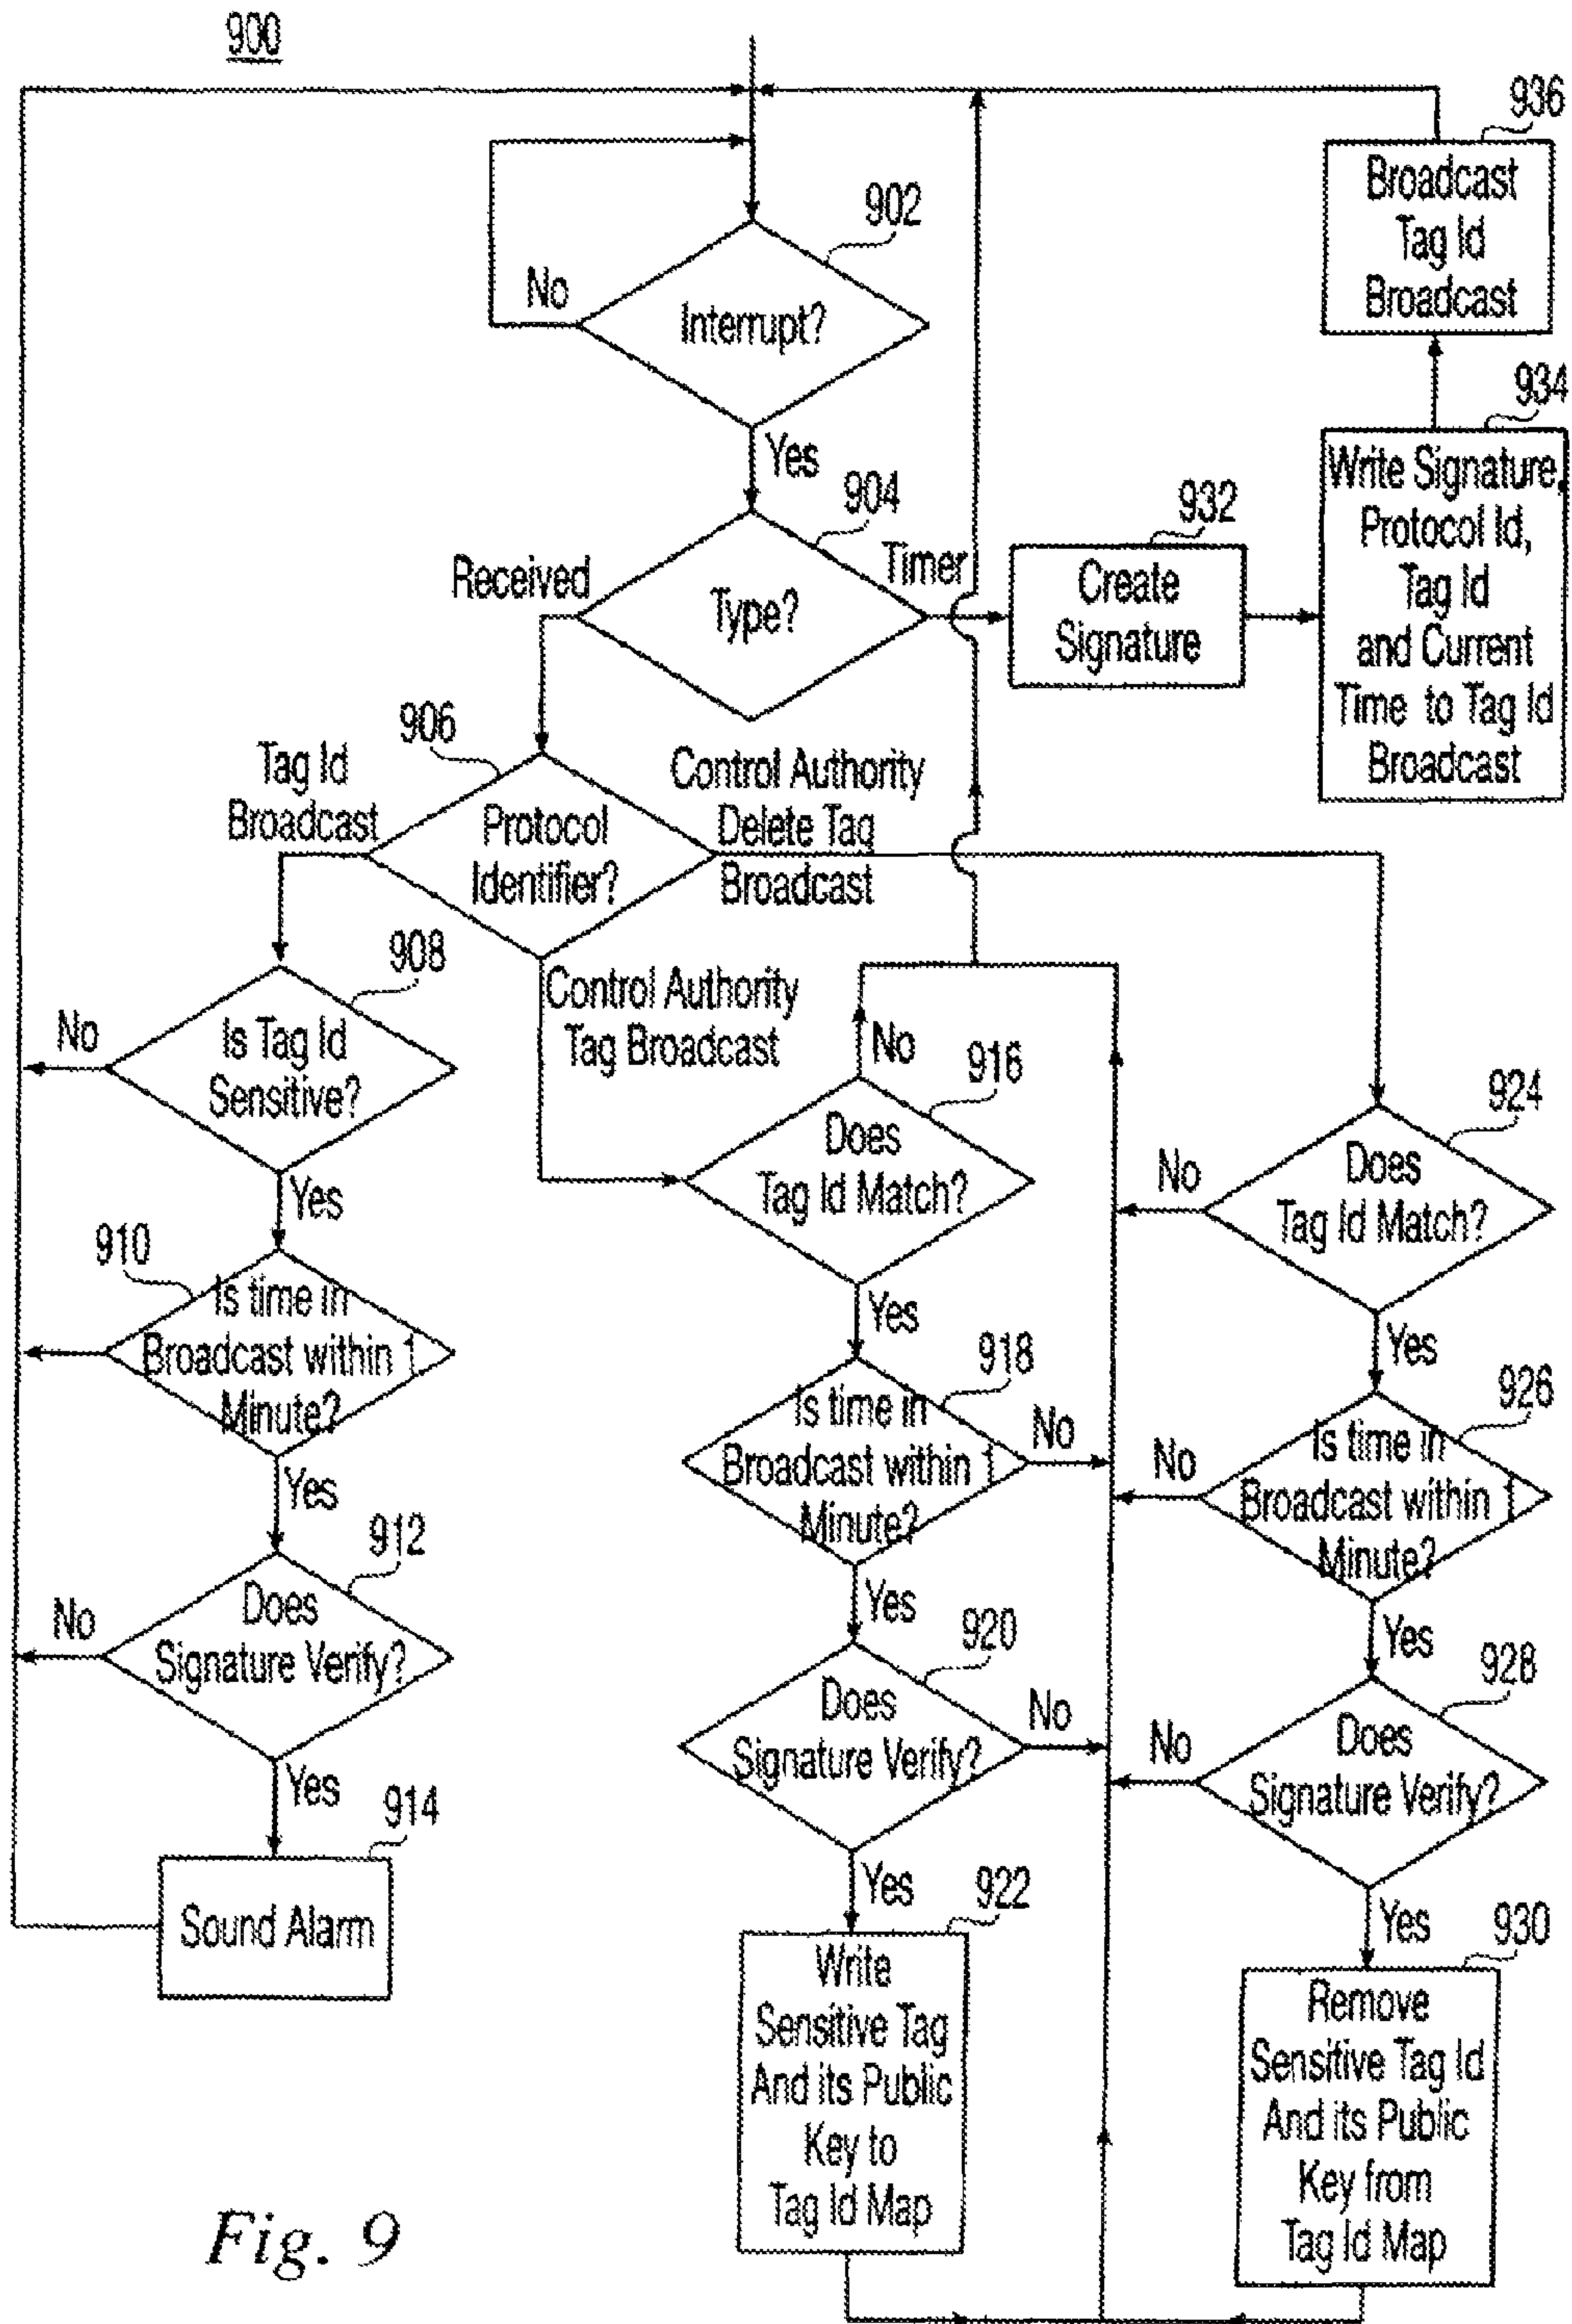 900
936
Broadcast
Tag Id
Broadcast
902
No
Interrupt?
Yes
934
Write Signature,
Protocol Id,
Tag Id
and Current
Time to Tag Id
Broadcast
904
Received
Type?
Timer
932
Create
Signature
906
Tag Id
Broadcast
Protocol
Identifier?
Control Authority
Delete Tag
Broadcast
Control Authority
Tag Broadcast
908
No
Is Tag Id
Sensitive?
Yes
910
Is time in
Broadcast within 1
Minute?
Yes
912
No
Does
Signature Verify?
Yes
914
Sound Alarm
No
916
Does
Tag Id Match?
Yes
918
Is time in
Broadcast within 1
Minute?
No
Yes
920
Does
Signature Verify?
No
Yes
922
Write
Sensitive Tag
And its Public
Key to
Tag Id Map
924
No
Does
Tag Id Match?
Yes
926
No
Is time in
Broadcast within 1
Minute?
Yes
928
No
Does
Signature Verify?
Yes
930
Remove
Sensitive Tag Id
And its Public
Key from
Tag Id Map
Fig. 9